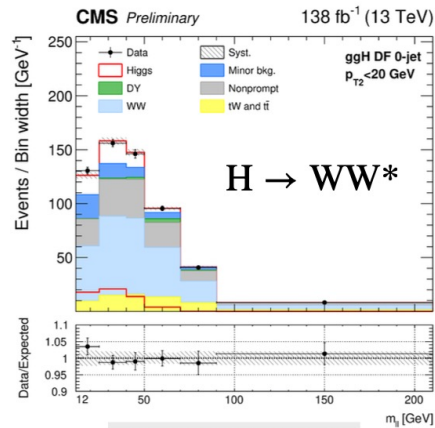 CMS Preliminary 138 fb⁻¹ (13 TeV)
Events / Bin width [GeV⁻¹]
250
200
150
100
50
Data
Higgs
DY
WW
Syst.
Minor bkg.
Nonprompt
tW and tt̄
ggH DF 0-jet
pT2<20 GeV
H → WW*
Data/Expected
1.1
1.05
1
0.95
0.9
12 50 100 150 200
mll [GeV]